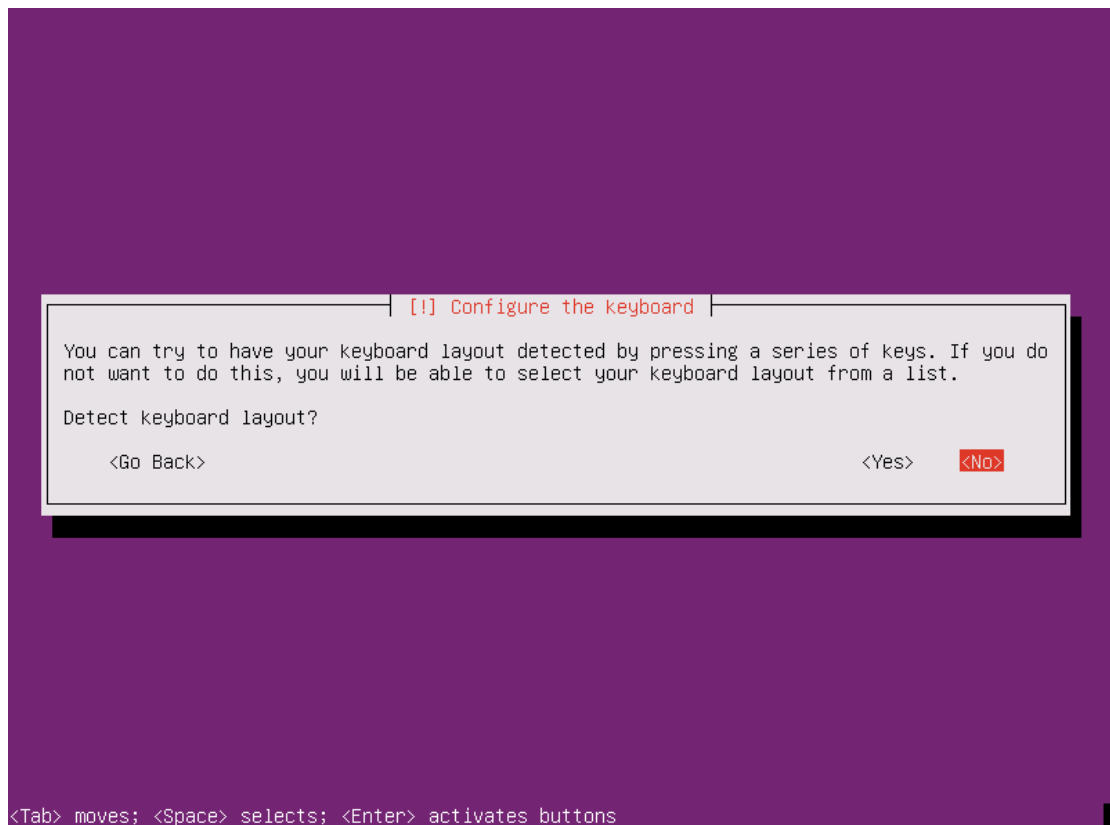 [!] Configure the keyboard
You can try to have your keyboard layout detected by pressing a series of keys. If you do
not want to do this, you will be able to select your keyboard layout from a list.
Detect keyboard layout?
<Go Back> <Yes> <No>
<Tab> moves; <Space> selects; <Enter> activates buttons